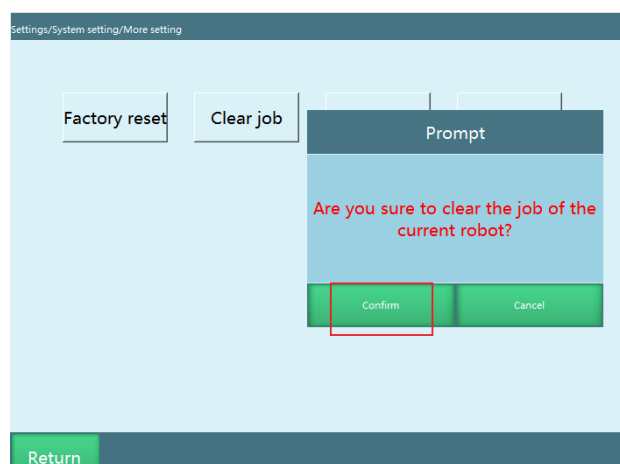 Settings/System setting/More setting
Factory reset
Clear job
Prompt
Are you sure to clear the job of the
current robot?
Confirm
Cancel
Return